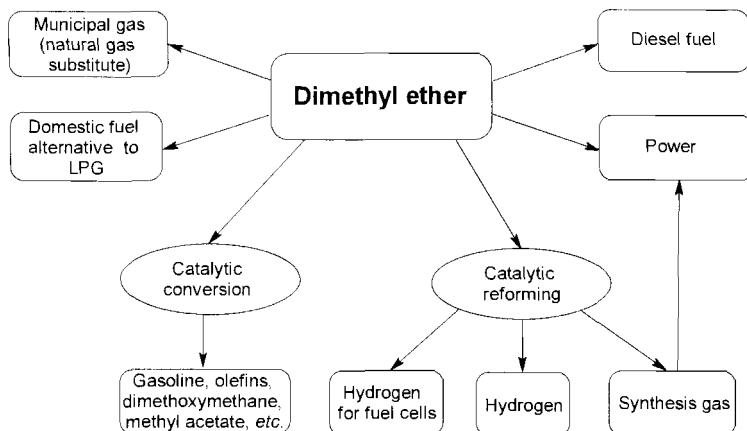 Municipal gas
(natural gas
substitute)
Dimethyl ether
Diesel fuel
Domestic fuel
alternative to
LPG
Power
Catalytic
conversion
Catalytic
reforming
Gasoline, olefins,
dimethoxymethane,
methyl acetate, etc.
Hydrogen
for fuel cells
Hydrogen
Synthesis gas